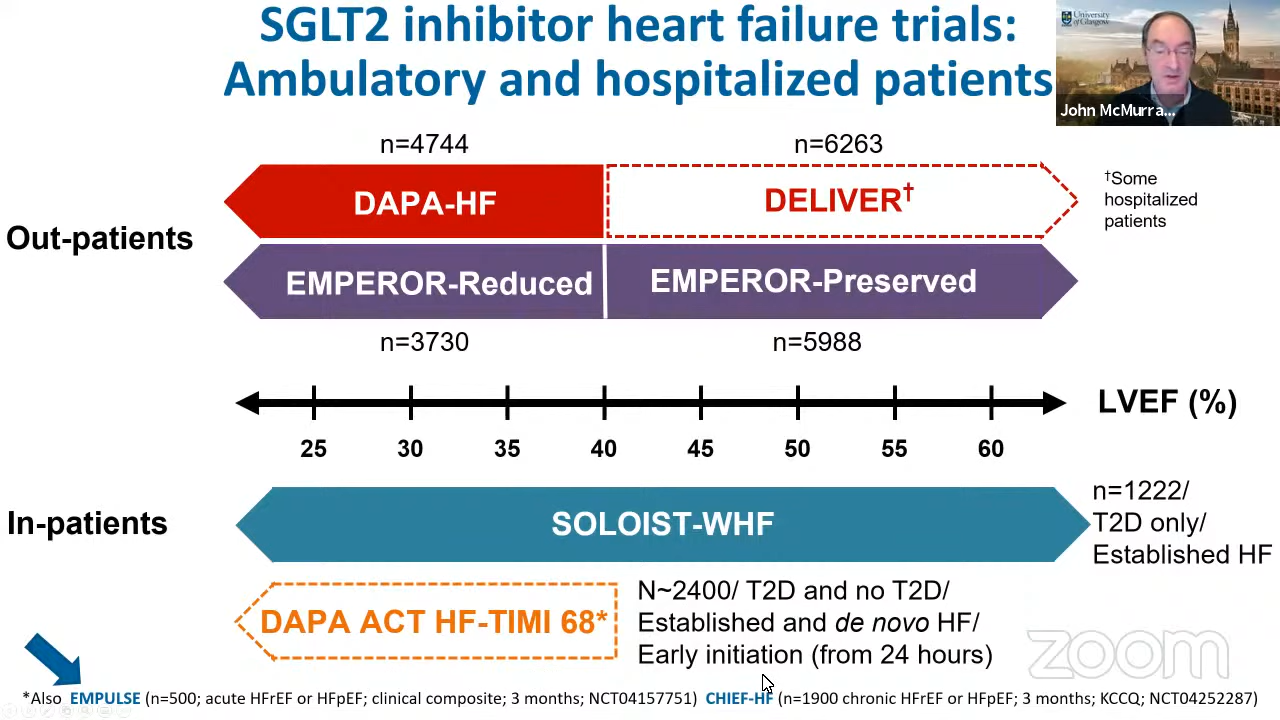 SGLT2 inhibitor heart failure trials:
Ambulatory and hospitalized patients
University
of Glasgow
John McMurra...
n=4744
n=6263
DAPA-HF
DELIVER†
†Some
hospitalized
patients
Out-patients
EMPEROR-Reduced
EMPEROR-Preserved
n=3730
n=5988
LVEF (%)
25 30 35 40 45 50 55 60
In-patients
SOLOIST-WHF
n=1222/
T2D only/
Established HF
DAPA ACT HF-TIMI 68*
N~2400/ T2D and no T2D/
Established and de novo HF/
Early initiation (from 24 hours)
zoom
*Also EMPULSE (n=500; acute HFrEF or HFpEF; clinical composite; 3 months; NCT04157751) CHIEF-HF (n=1900 chronic HFrEF or HFpEF; 3 months; KCCQ; NCT04252287)